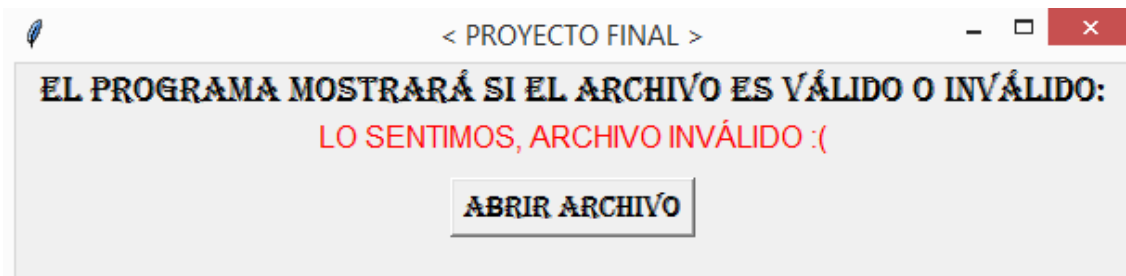 < PROYECTO FINAL >
EL PROGRAMA MOSTRARÁ SI EL ARCHIVO ES VÁLIDO O INVÁLIDO:
LO SENTIMOS, ARCHIVO INVÁLIDO :(
ABRIR ARCHIVO